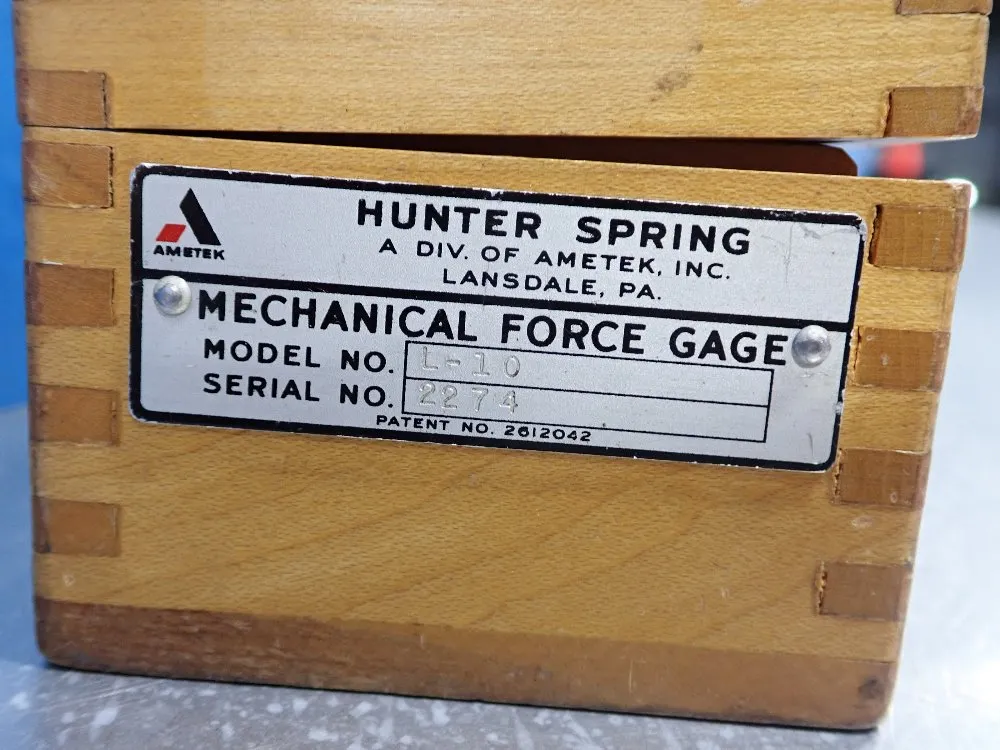 AMETEK
HUNTER SPRING
A DIV. OF AMETEK, INC.
LANSDALE, PA.
MECHANICAL FORCE GAGE
MODEL NO. L-10
SERIAL NO. 2274
PATENT NO. 2612042